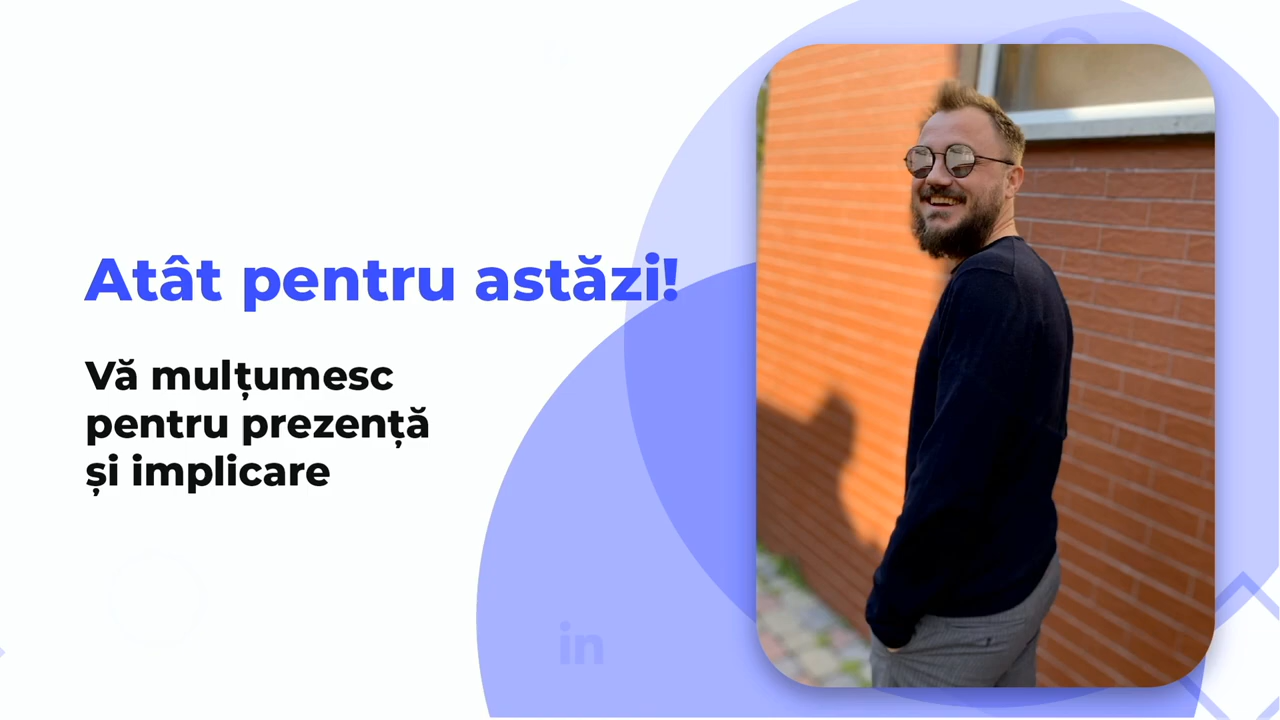 Atât pentru astăzi!
Vă mulțumesc
pentru prezență
și implicare
in